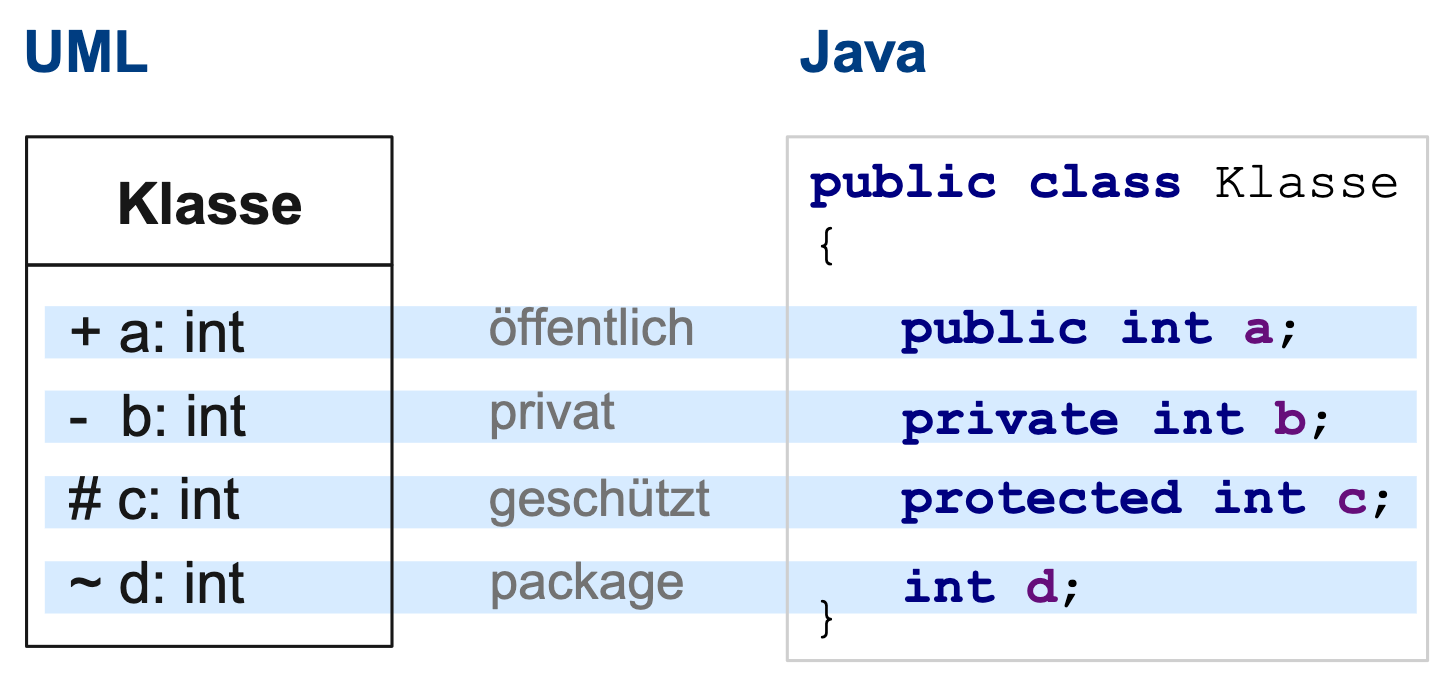 UML
Java
Klasse
+ a: int
- b: int
# c: int
~ d: int
öffentlich
privat
geschützt
package
public class Klasse
{
public int a;
private int b;
protected int c;
int d;
}